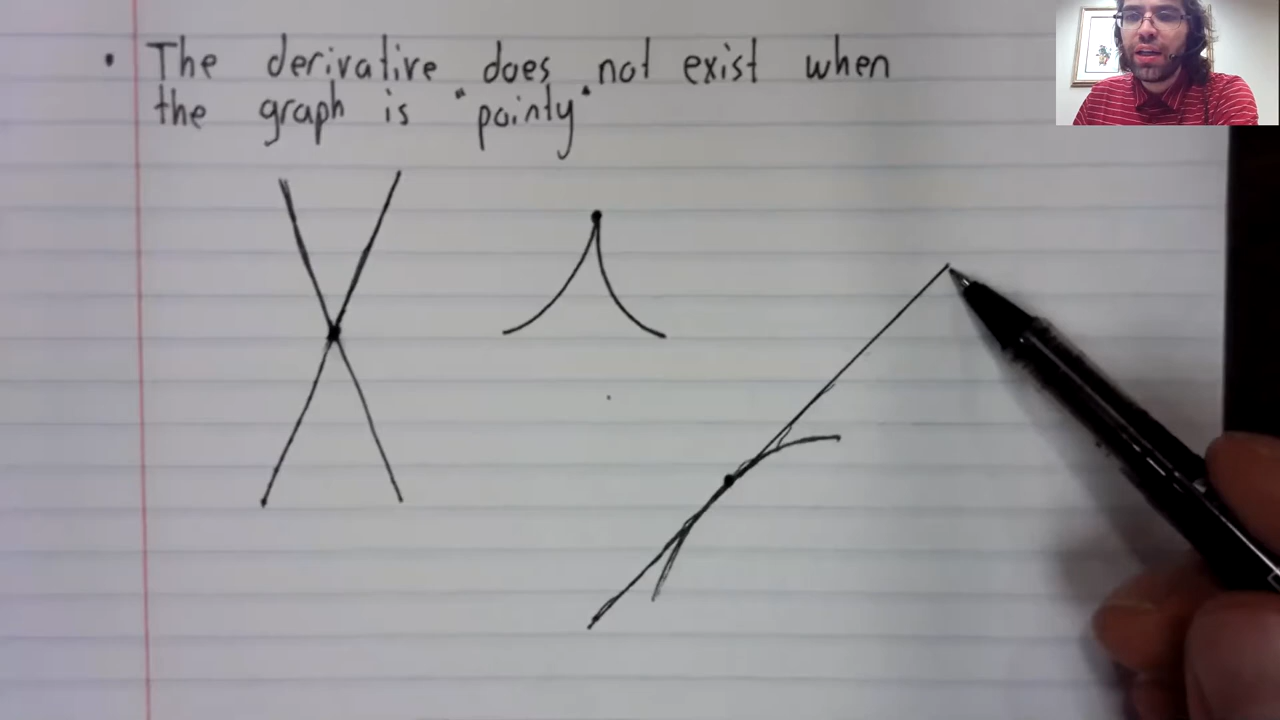 • The derivative does not exist when
the graph is "pointy"